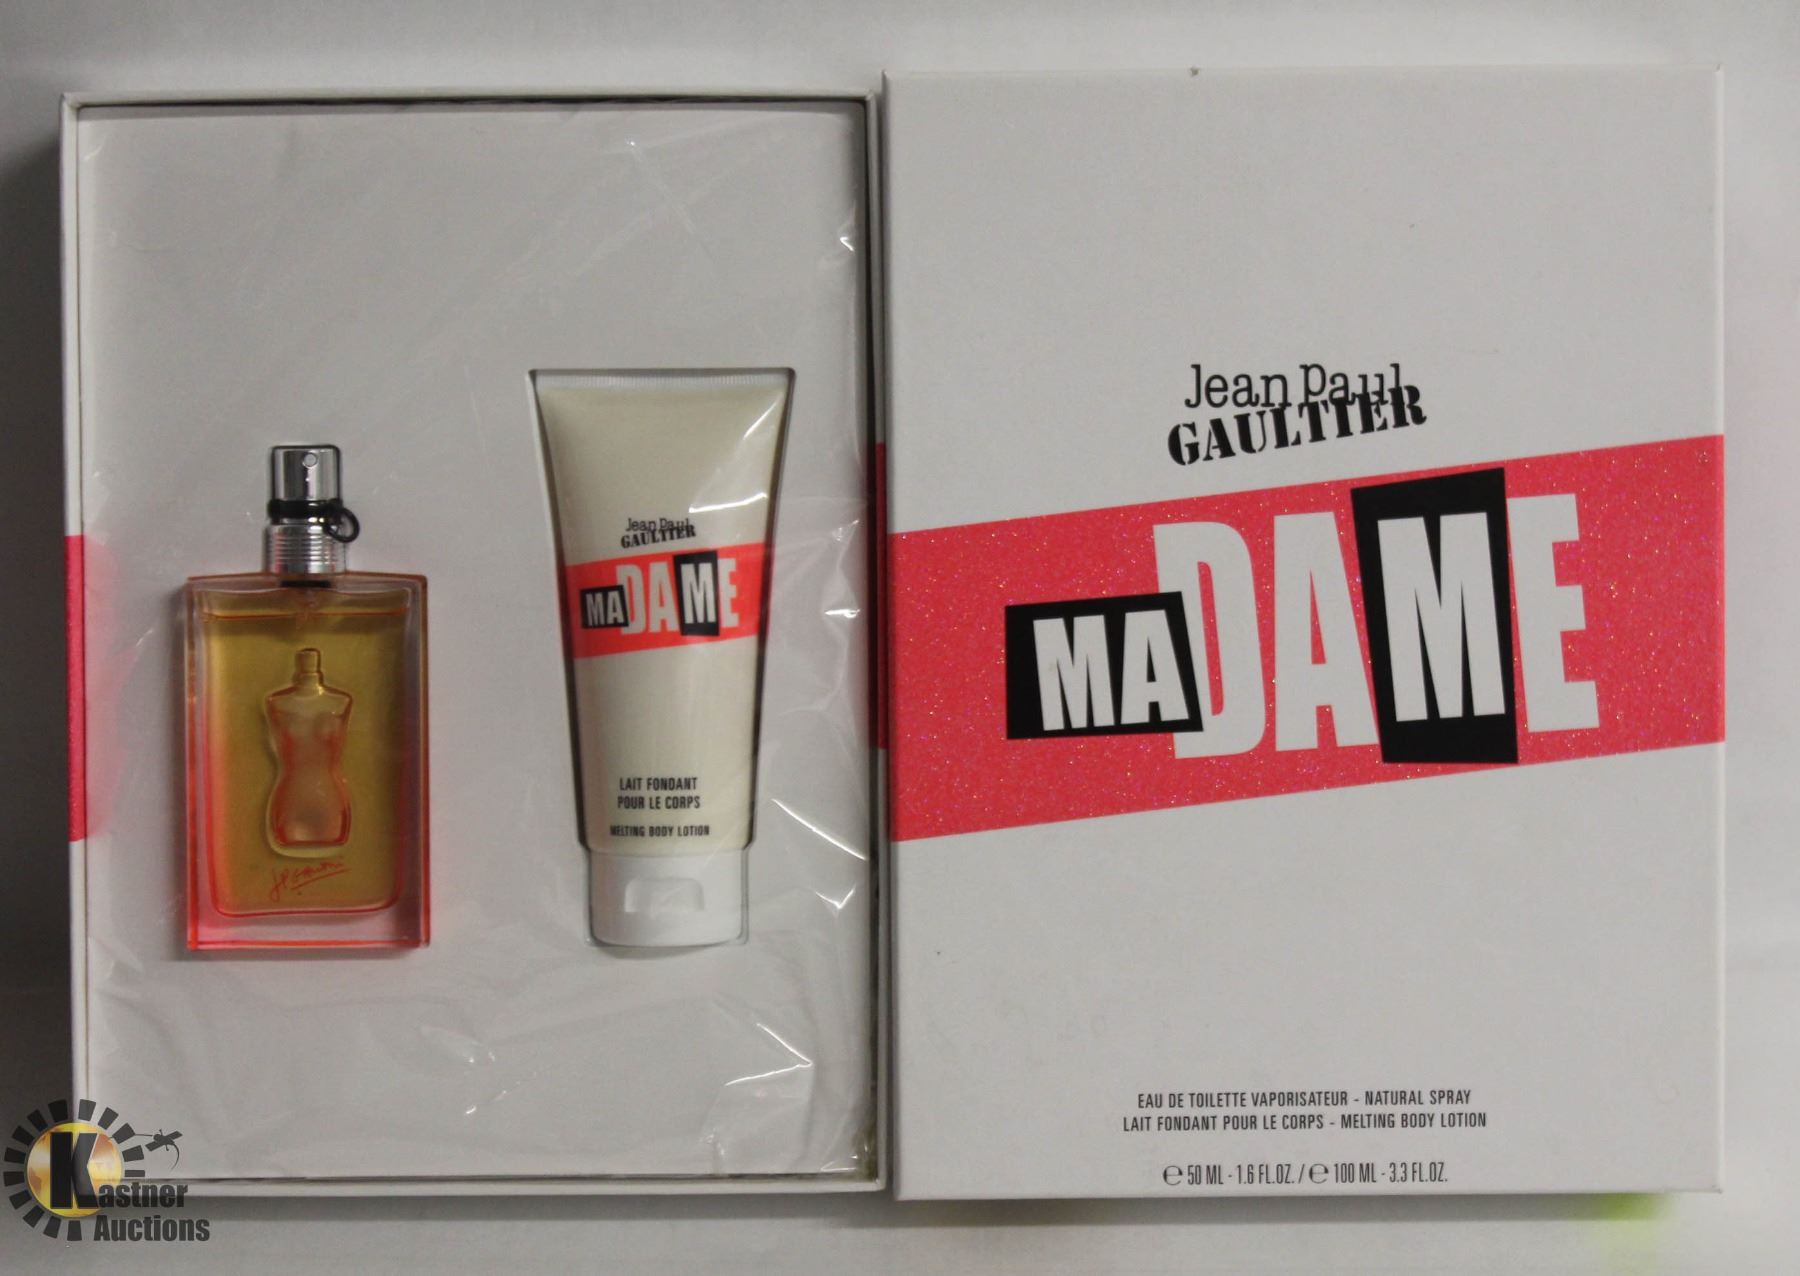 Jean Paul
GAULTIER
MADAME
LAIT FONDANT
POUR LE CORPS
MELTING BODY LOTION
Jean Paul
GAULTIER
MADAME
EAU DE TOILETTE VAPORISATEUR - NATURAL SPRAY
LAIT FONDANT POUR LE CORPS - MELTING BODY LOTION
℮ 50 ML - 1.6 FL.OZ. / ℮ 100 ML - 3.3 FL.OZ.
Kastner
Auctions